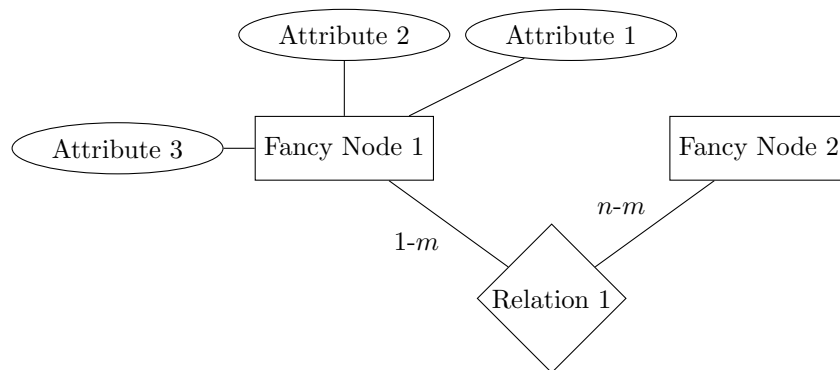 Attribute 2
Attribute 1
Attribute 3
Fancy Node 1
Fancy Node 2
n-m
1-m
Relation 1